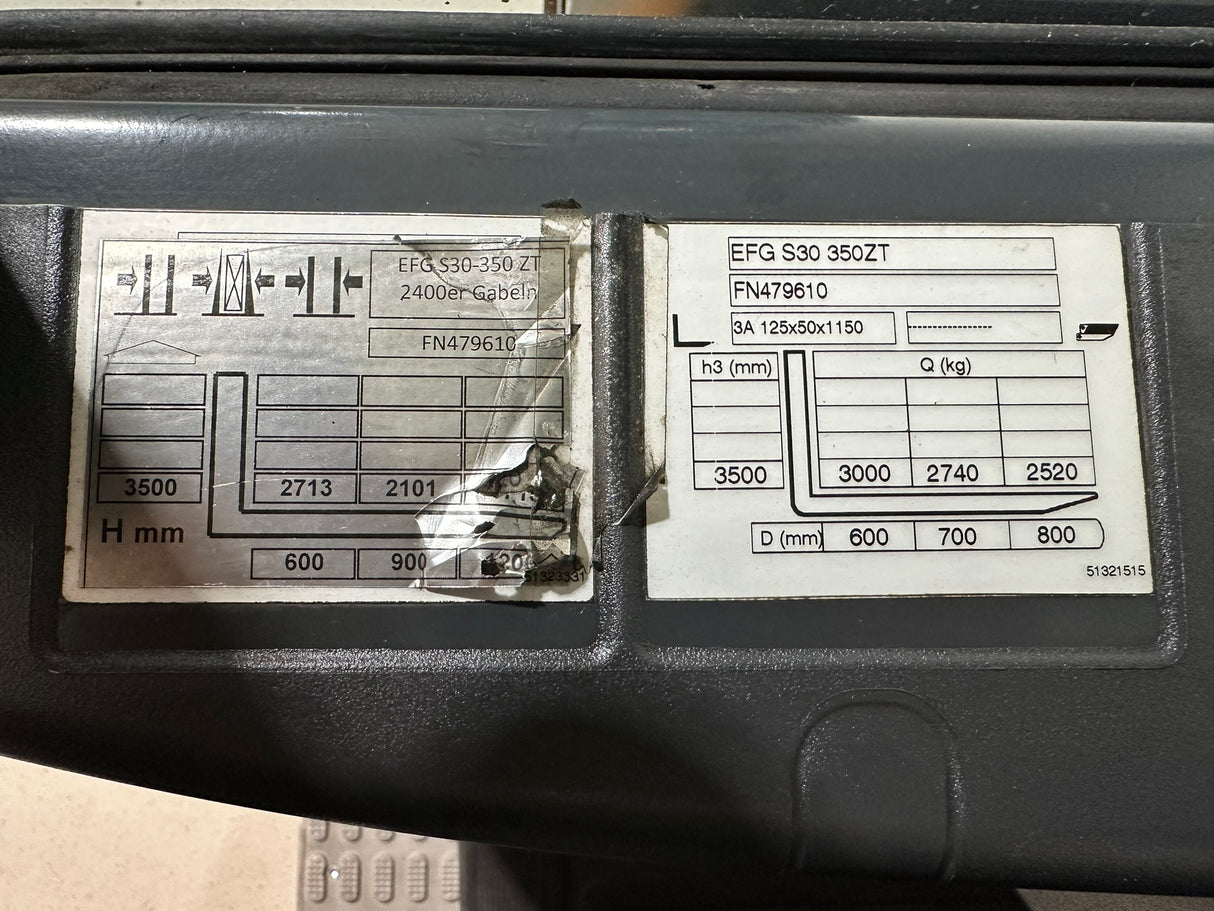 EFG S30-350 ZT
2400er Gabeln
FN479610
3500
2713
2101
H mm
600
900
51323331
EFG S30 350ZT
FN479610
3A 125x50x1150
--------------
h3 (mm)
Q (kg)
3500
3000
2740
2520
D (mm)
600
700
800
51321515